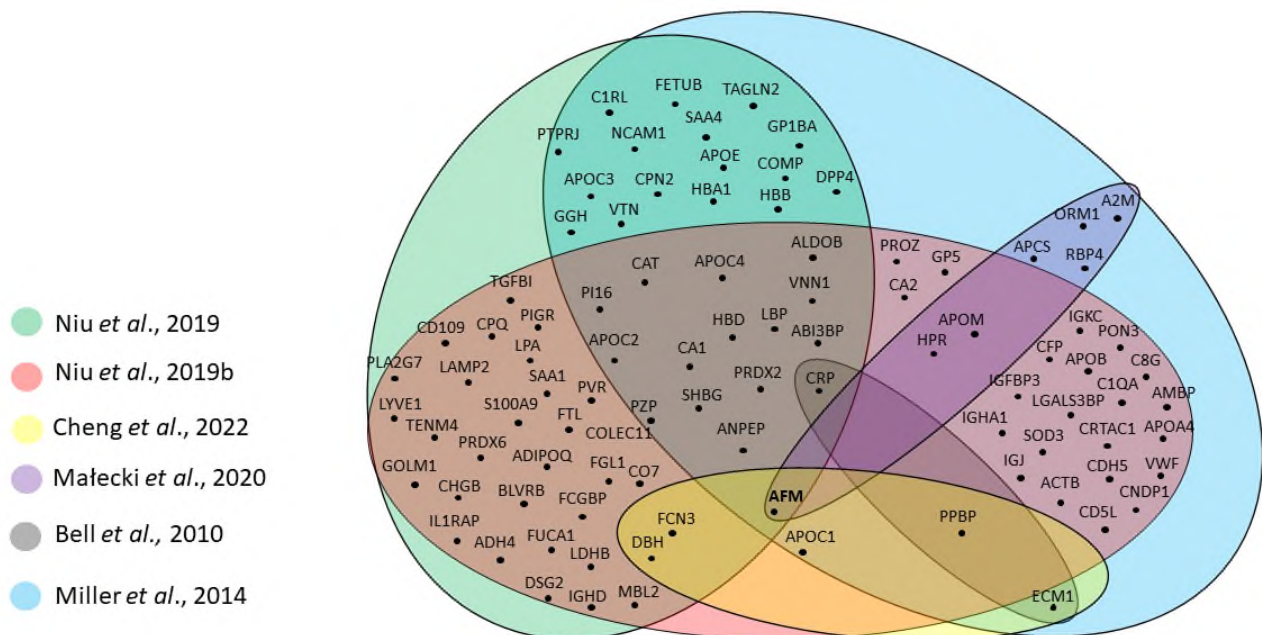 Niu et al., 2019
Niu et al., 2019b
Cheng et al., 2022
Małecki et al., 2020
Bell et al., 2010
Miller et al., 2014
FETUB
TAGLN2
C1RL
SAA4
GP1BA
PTPRJ
NCAM1
APOE
COMP
APOC3
CPN2
HBA1
HBB
DPP4
GGH
VTN
A2M
ORM1
APCS
RBP4
ALDOB
PROZ
GP5
CAT
APOC4
CA2
TGFBI
PI16
VNN1
CD109
CPQ
PIGR
HBD
LBP
ABI3BP
APOM
HPR
IGKC
PON3
PLA2G7
LAMP2
LPA
APOC2
CA1
CFP
APOB
C8G
SAA1
PVR
PRDX2
CRP
IGFBP3
C1QA
AMBP
LYVE1
S100A9
FTL
PZP
SHBG
LGALS3BP
TENM4
COLEC11
ANPEP
IGHA1
SOD3
CRTAC1
APOA4
PRDX6
ADIPOQ
FGL1
CO7
IGJ
CDH5
VWF
GOLM1
CHGB
BLVRB
FCGBP
AFM
ACTB
CNDP1
IL1RAP
FCN3
PPBP
CD5L
ADH4
FUCA1
LDHB
DBH
APOC1
DSG2
IGHD
MBL2
ECM1